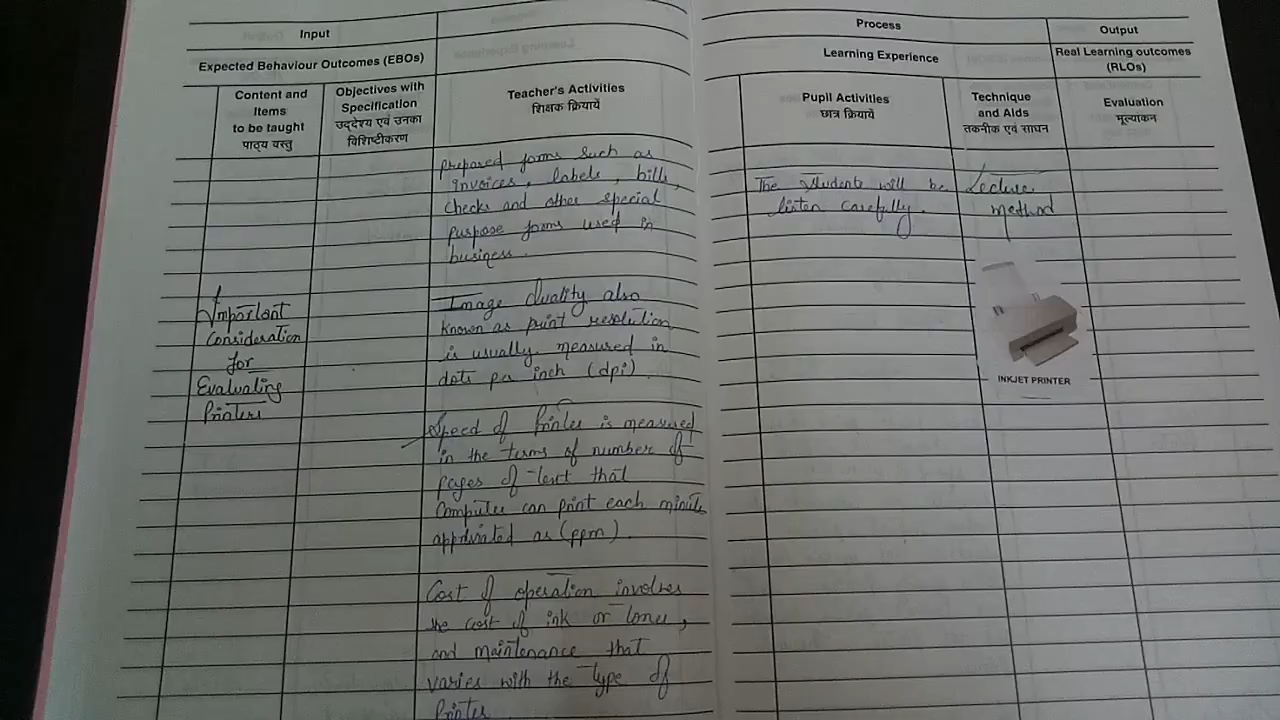 Input
Process
Output
Expected Behaviour Outcomes (EBOs)
Learning Experience
Real Learning outcomes
(RLOs)
Content and
Items
to be taught
पाठ्य वस्तु
Objectives with
Specification
उद्देश्य एवं उनका
विशिष्टीकरण
Teacher's Activities
शिक्षक क्रियायें
Pupil Activities
छात्र क्रियायें
Technique
and Aids
तकनीक एवं साधन
Evaluation
मूल्याकन
prepared forms such as
invoices, labels, bills,
checks and other special
purpose forms used in
business.
Important
Consideration
for
Evaluating
Printers
Image Quality also
known as print resolution
is usually measured in
dots per inch (dpi).
Speed of Printer is measured
in the terms of number of
pages of text that
Computer can print each minute
as (ppm).
Cost of operation involves
the cost of ink or toner,
and maintenance that
varies with the type of
Printer
The students will be
listen carefully.
Lecture
method
INKJET PRINTER